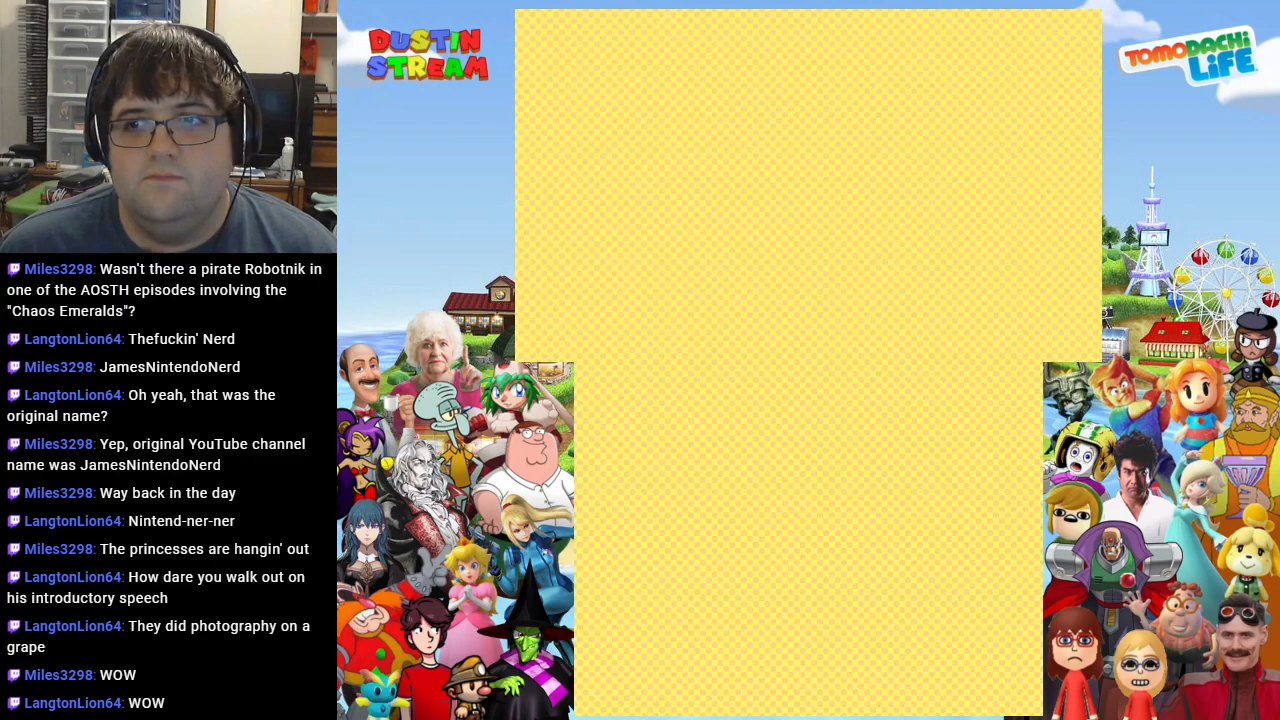 DUSTIN
STREAM
TOMODACHI
LiFE
Miles3298: Wasn't there a pirate Robotnik in
one of the AOSTH episodes involving the
"Chaos Emeralds"?
LangtonLion64: Thefuckin' Nerd
Miles3298: JamesNintendoNerd
LangtonLion64: Oh yeah, that was the
original name?
Miles3298: Yep, original YouTube channel
name was JamesNintendoNerd
Miles3298: Way back in the day
LangtonLion64: Nintend-ner-ner
Miles3298: The princesses are hangin' out
LangtonLion64: How dare you walk out on
his introductory speech
LangtonLion64: They did photography on a
grape
Miles3298: WOW
LangtonLion64: WOW